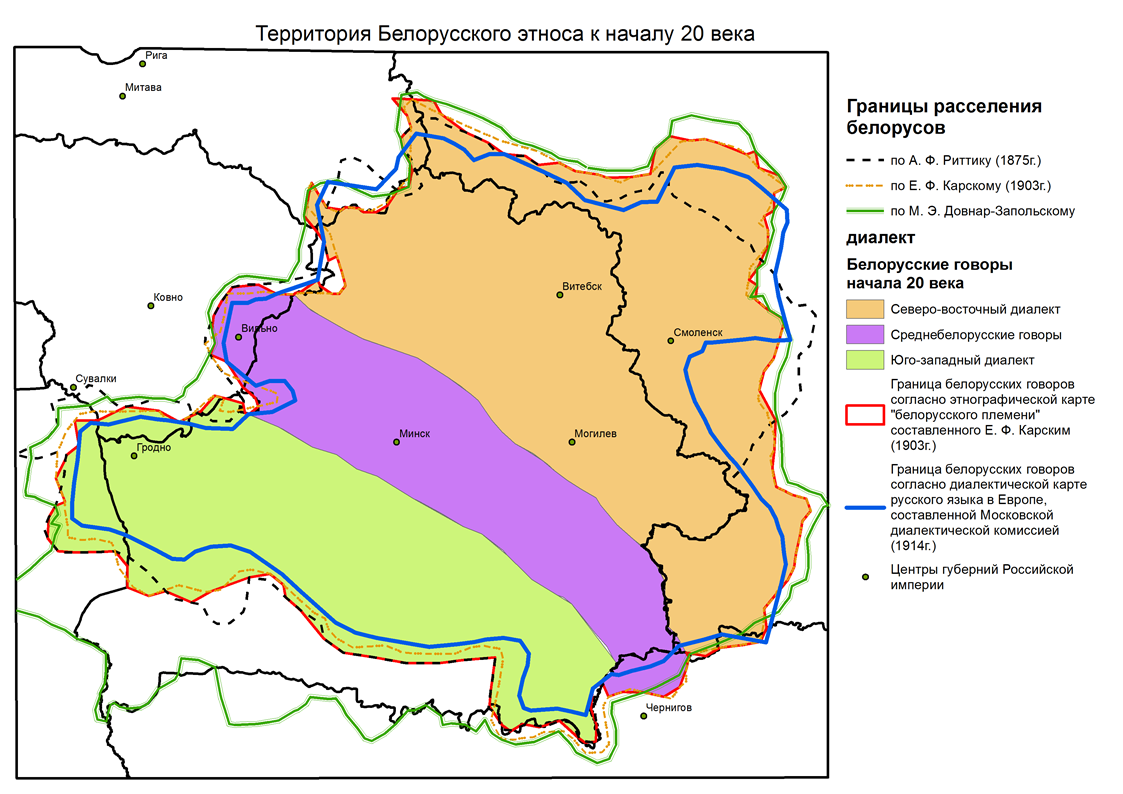 Территория Белорусского этноса к началу 20 века
Рига
Митава
Ковно
Вильно
Сувалки
Гродно
Минск
Витебск
Смоленск
Могилев
Чернигов
Границы расселения
белорусов
по А. Ф. Риттику (1875г.)
по Е. Ф. Карскому (1903г.)
по М. Э. Довнар-Запольскому
диалект
Белорусские говоры
начала 20 века
Северо-восточный диалект
Среднебелорусские говоры
Юго-западный диалект
Граница белорусских говоров
согласно этнографической карте
"белорусского племени"
составленного Е. Ф. Карским
(1903г.)
Граница белорусских говоров
согласно диалектической карте
русского языка в Европе,
составленной Московской
диалектической комиссией
(1914г.)
Центры губерний Российской
империи